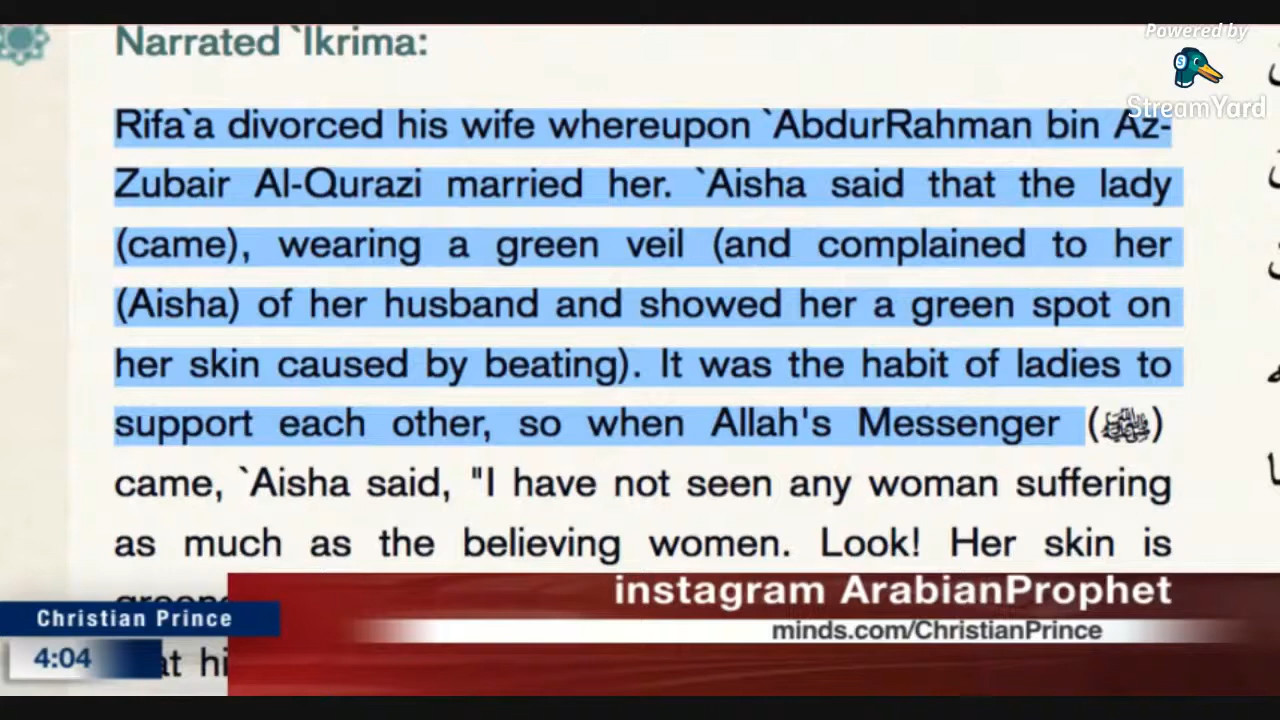 Powered by
StreamYard
Narrated `Ikrima:
Rifa`a divorced his wife whereupon `AbdurRahman bin Az-
Zubair Al-Qurazi married her. `Aisha said that the lady
(came), wearing a green veil (and complained to her
(Aisha) of her husband and showed her a green spot on
her skin caused by beating). It was the habit of ladies to
support each other, so when Allah's Messenger (ﷺ)
came, `Aisha said, "I have not seen any woman suffering
as much as the believing women. Look! Her skin is
instagram ArabianProphet
Christian Prince
minds.com/ChristianPrince
4:04